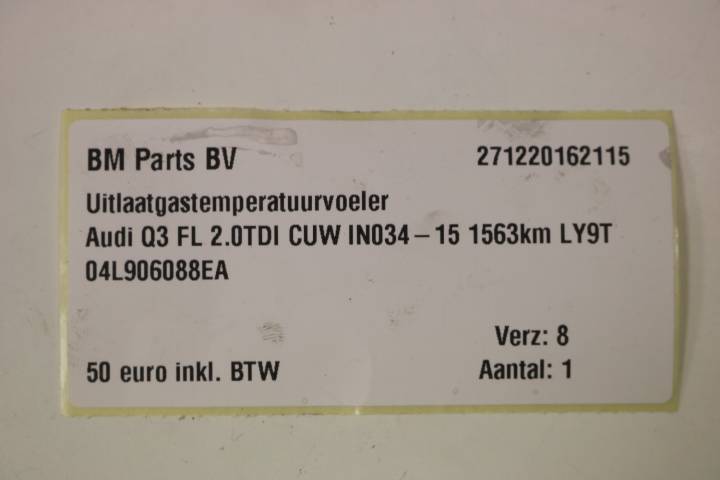 BM Parts BV 271220162115
Uitlaatgastemperatuurvoeler
Audi Q3 FL 2.0TDI CUW IN034-15 1563km LY9T
04L906088EA
Verz: 8
50 euro inkl. BTW Aantal: 1